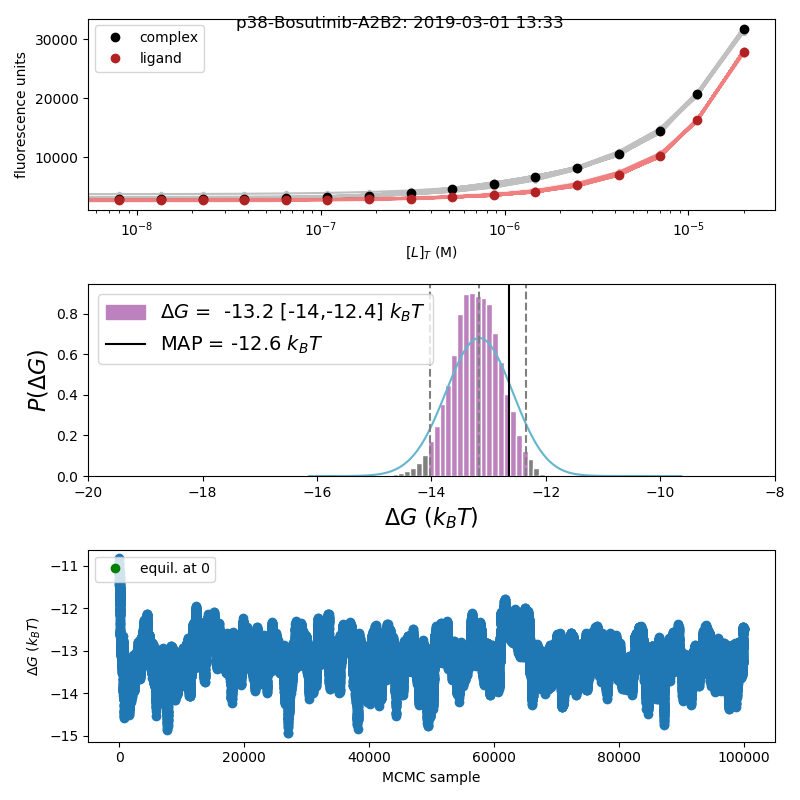 p38-Bosutinib-A2B2: 2019-03-01 13:33
complex
ligand
30000
20000
10000
fluorescence units
10⁻⁸ 10⁻⁷ 10⁻⁶ 10⁻⁵
[L]_T (M)
ΔG = -13.2 [-14,-12.4] k_BT
MAP = -12.6 k_BT
0.8
0.6
0.4
0.2
0.0
P(ΔG)
−20 −18 −16 −14 −12 −10 −8
ΔG (k_BT)
equil. at 0
−11
−12
−13
−14
−15
ΔG (k_BT)
0 20000 40000 60000 80000 100000
MCMC sample